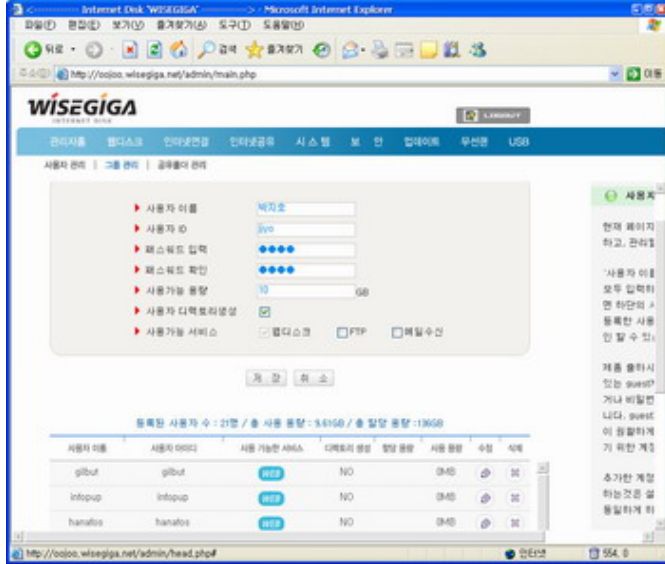 Internet Disk "WISEGIGA" -------------> - Microsoft Internet Explorer
파일(F) 편집(E) 보기(V) 즐겨찾기(A) 도구(T) 도움말(H)
뒤로 검색 즐겨찾기
주소(D) http://oojoo.wisegiga.net/admin/main.php 이동
WISEGIGA
INTERNET DISK
LOGOUT
관리자홈 웹디스크 인터넷연결 인터넷공유 시스템 보 안 업데이트 무선랜 USB
사용자 관리 | 그룹 관리 | 공유폴더 관리
사용자 이름 박지호
사용자 ID jiyo
패스워드 입력 ●●●●
패스워드 확인 ●●●●
사용가능 용량 10 GB
사용자 디렉토리생성
사용가능 서비스 웹디스크 FTP 메일수신
저 장 취 소
등록된 사용자 수 : 21명 / 총 사용 용량 : 9.61GB / 총 할당 용량 :136GB
사용자 이름 사용자 아이디 사용 가능한 서비스 디렉토리 생성 할당 용량 사용 용량 수정 삭제
gilbut gilbut WEB NO 0MB
infopup infopup WEB NO 0MB
hanafos hanafos WEB NO 0MB
사용자
현재 페이지
하고, 관리할
'사용자 이름
모두 입력하
면 하단의
등록한 사용
인 할 수 있
제품 출하시
있는 guest
거나 비밀번
니다. guest
이 원활하게
기 위한 계정
추가한 계정
하는것은 설
동일하게 하
http://oojoo.wisegiga.net/admin/head.php# 인터넷 554, 0